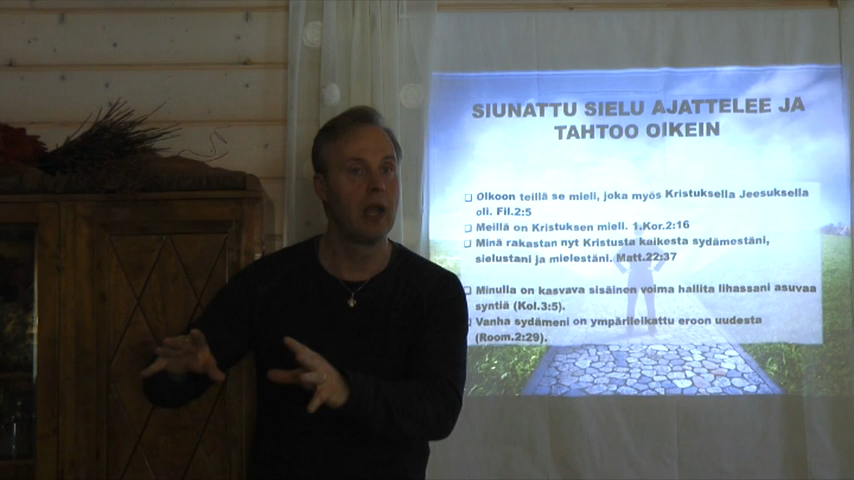 SIUNATTU SIELU AJATTELEE JA
TAHTOO OIKEIN
❑ Olkoon teillä se mieli, joka myös Kristuksella Jeesuksella
oli. Fil.2:5
❑ Meillä on Kristuksen mieli. 1.Kor.2:16
❑ Minä rakastan nyt Kristusta kaikesta sydämestäni,
sielustani ja mielestäni. Matt.22:37
❑ Minulla on kasvava sisäinen voima hallita lihassani asuvaa
syntiä (Kol.3:5).
❑ Vanha sydämeni on ympärileikattu eroon uudesta
(Room.2:29).